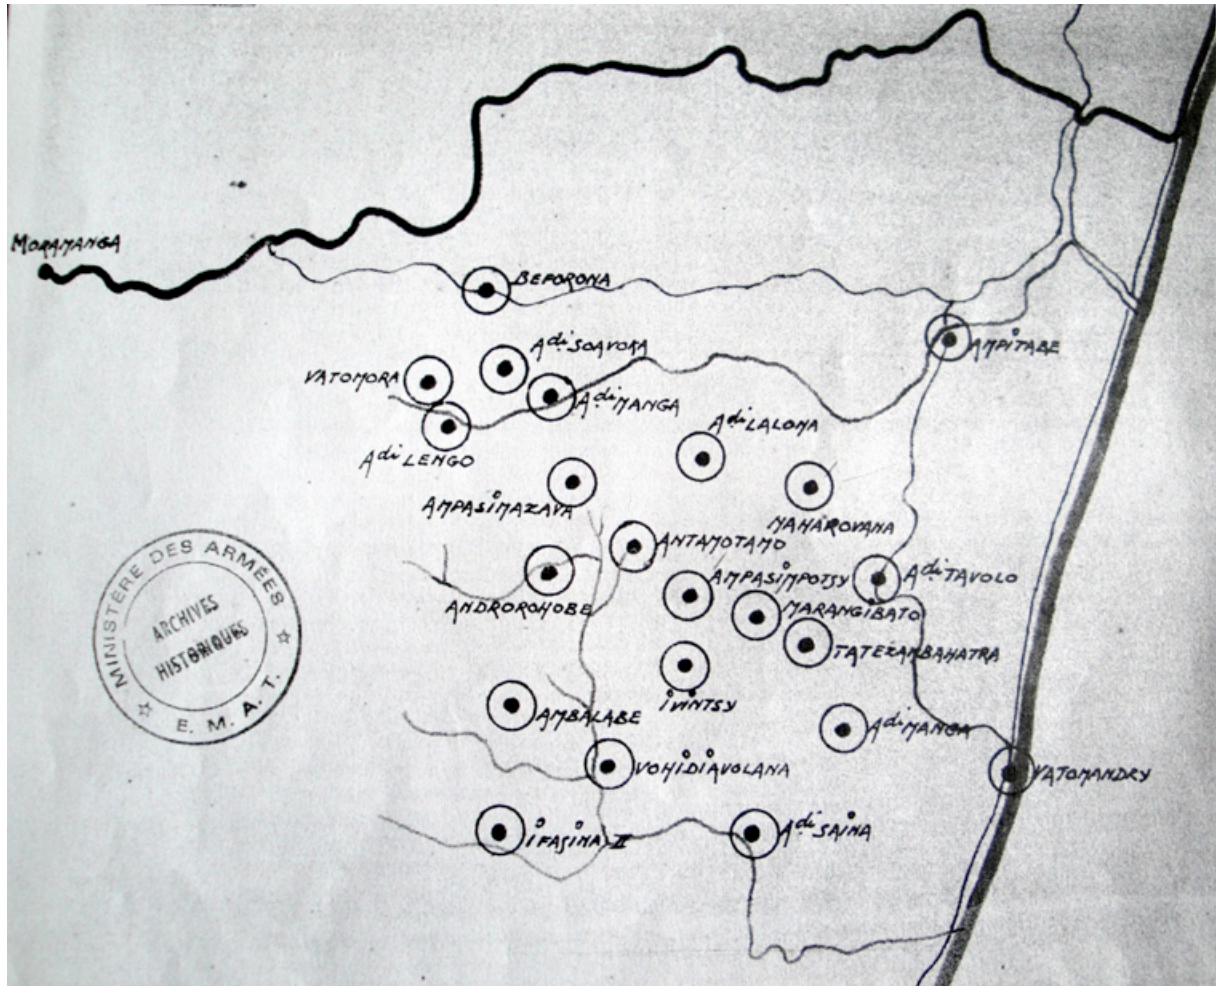 MORAMANGA
BEFORONA
AMPITABE
Adi SOAVOKA
VATOMORA
Adi MANGA
Adi LALONA
Adi LENGO
AMPASIMAZAVA
MAHAROVANA
ANTAMOTAMO
Adi TAVOLO
AMPASIMPOTSY
ANDROROHOBE
MARANGIBATO
TATEZAMBAHATRA
IVINTSY
AMBALABE
Adi MANGA
VOHIDIAVOLANA
VATOMANDRY
IFASINA II
Adi SAINA
MINISTÈRE DES ARMÉES
ARCHIVES
HISTORIQUES
E. M. A. T.